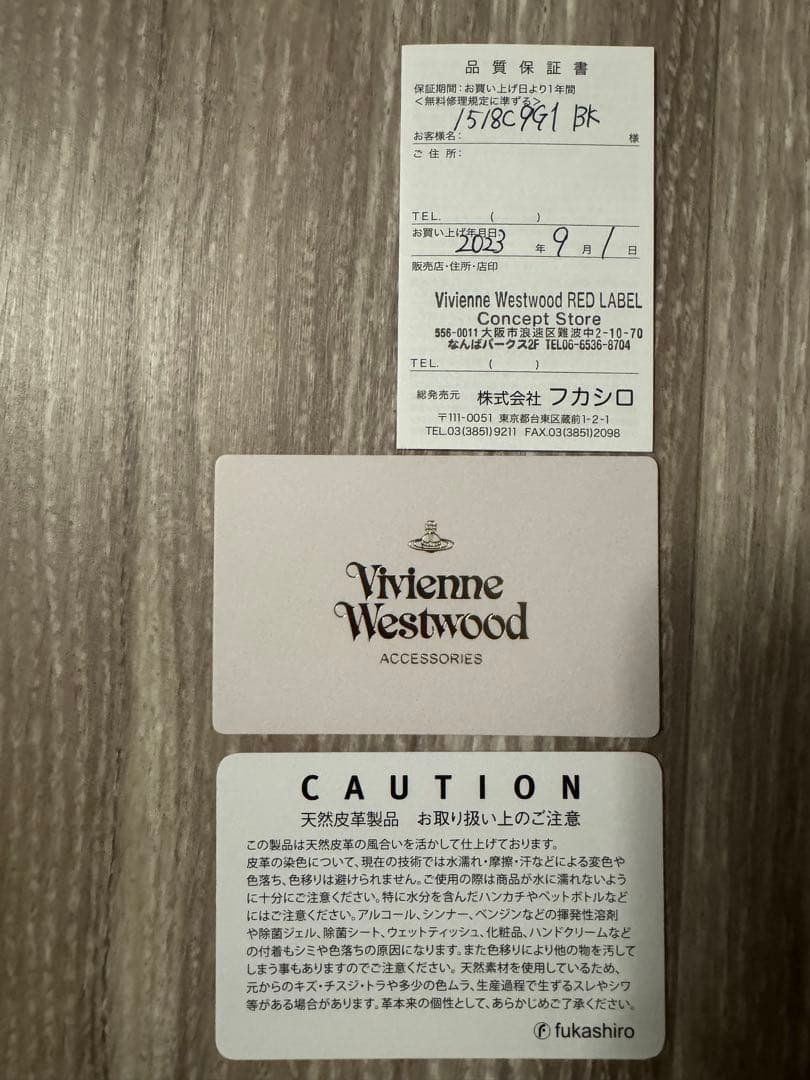 品質保証書
保証期間：お買い上げ日より1年間
＜無料修理規定に準ずる＞
1518C9G1 BK
お客様名： 様
ご住所：
TEL. ( )
お買い上げ年月日：2023 年 9 月 1 日
販売店・住所・店印
Vivienne Westwood RED LABEL
Concept Store
556-0011 大阪市浪速区難波中2-10-70
なんばパークス2F TEL06-6536-8704
TEL. ( )
総発売元 株式会社 フカシロ
〒111-0051 東京都台東区蔵前1-2-1
TEL.03(3851)9211 FAX.03(3851)2098
Vivienne
Westwood
ACCESSORIES
CAUTION
天然皮革製品 お取り扱い上のご注意
この製品は天然皮革の風合いを活かして仕上げております。
皮革の染色について、現在の技術では水濡れ・摩擦・汗などによる変色や
色落ち、色移りは避けられません。ご使用の際は商品が水に濡れないよう
に十分にご注意ください。特に水分を含んだハンカチやペットボトルなど
にはご注意ください。アルコール、シンナー、ベンジンなどの揮発性溶剤
や除菌ジェル、除菌シート、ウェットティッシュ、化粧品、ハンドクリームなど
の付着もシミや色落ちの原因になります。また色移りにより他の物を汚して
しまう事もありますのでご注意ください。天然素材を使用しているため、
元からのキズ・チスジ・トラや多少の色ムラ、生産過程で生ずるスレやシワ
等がある場合があります。革本来の個性として、あらかじめご了承ください。
fukashiro